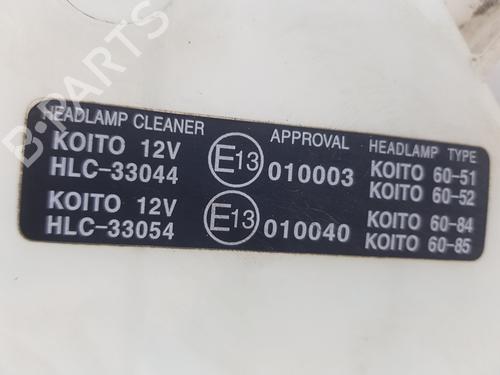 HEADLAMP CLEANER APPROVAL HEADLAMP TYPE
KOITO 12V E13 010003 KOITO 60-51
HLC-33044 KOITO 60-52
KOITO 12V E13 010040 KOITO 60-84
HLC-33054 KOITO 60-85
B-PARTS